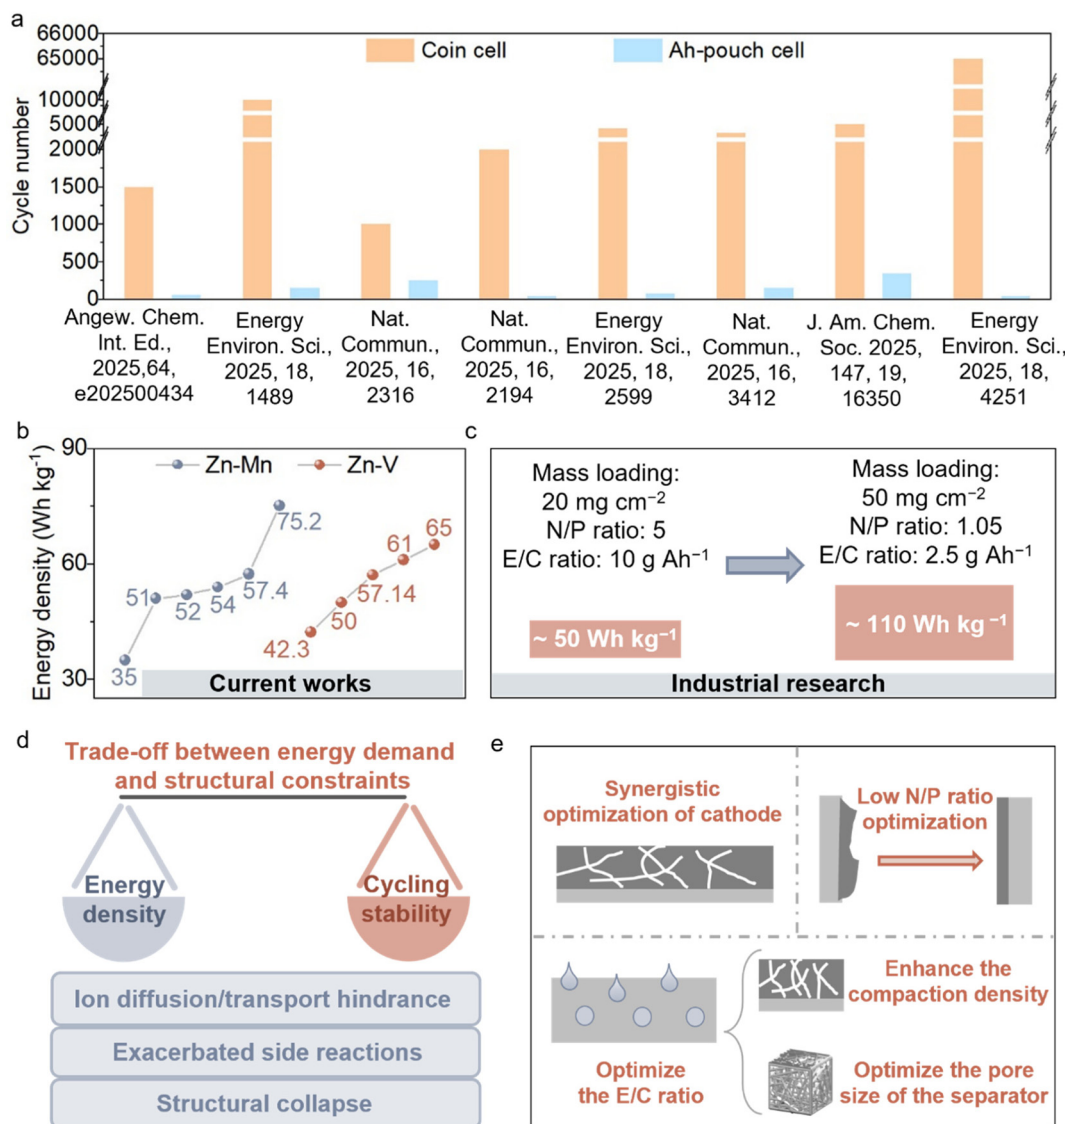 a
66000
65000
10000
5000
2000
1500
1000
500
0
Cycle number
Coin cell
Ah-pouch cell
Angew. Chem.
Int. Ed.,
2025,64,
e202500434
Energy
Environ. Sci.,
2025, 18,
1489
Nat.
Commun.,
2025, 16,
2316
Nat.
Commun.,
2025, 16,
2194
Energy
Environ. Sci.,
2025, 18,
2599
Nat.
Commun.,
2025, 16,
3412
J. Am. Chem.
Soc. 2025,
147, 19,
16350
Energy
Environ. Sci.,
2025, 18,
4251
b
90
60
30
Energy density (Wh kg⁻¹)
Zn-Mn
Zn-V
35
51
52
54
57.4
75.2
42.3
50
57.14
61
65
Current works
c
Mass loading:
20 mg cm⁻²
N/P ratio: 5
E/C ratio: 10 g Ah⁻¹
~ 50 Wh kg⁻¹
Mass loading:
50 mg cm⁻²
N/P ratio: 1.05
E/C ratio: 2.5 g Ah⁻¹
~ 110 Wh kg⁻¹
Industrial research
d
Trade-off between energy demand
and structural constraints
Energy
density
Cycling
stability
Ion diffusion/transport hindrance
Exacerbated side reactions
Structural collapse
e
Synergistic
optimization of cathode
Low N/P ratio
optimization
Optimize
the E/C ratio
Enhance the
compaction density
Optimize the pore
size of the separator